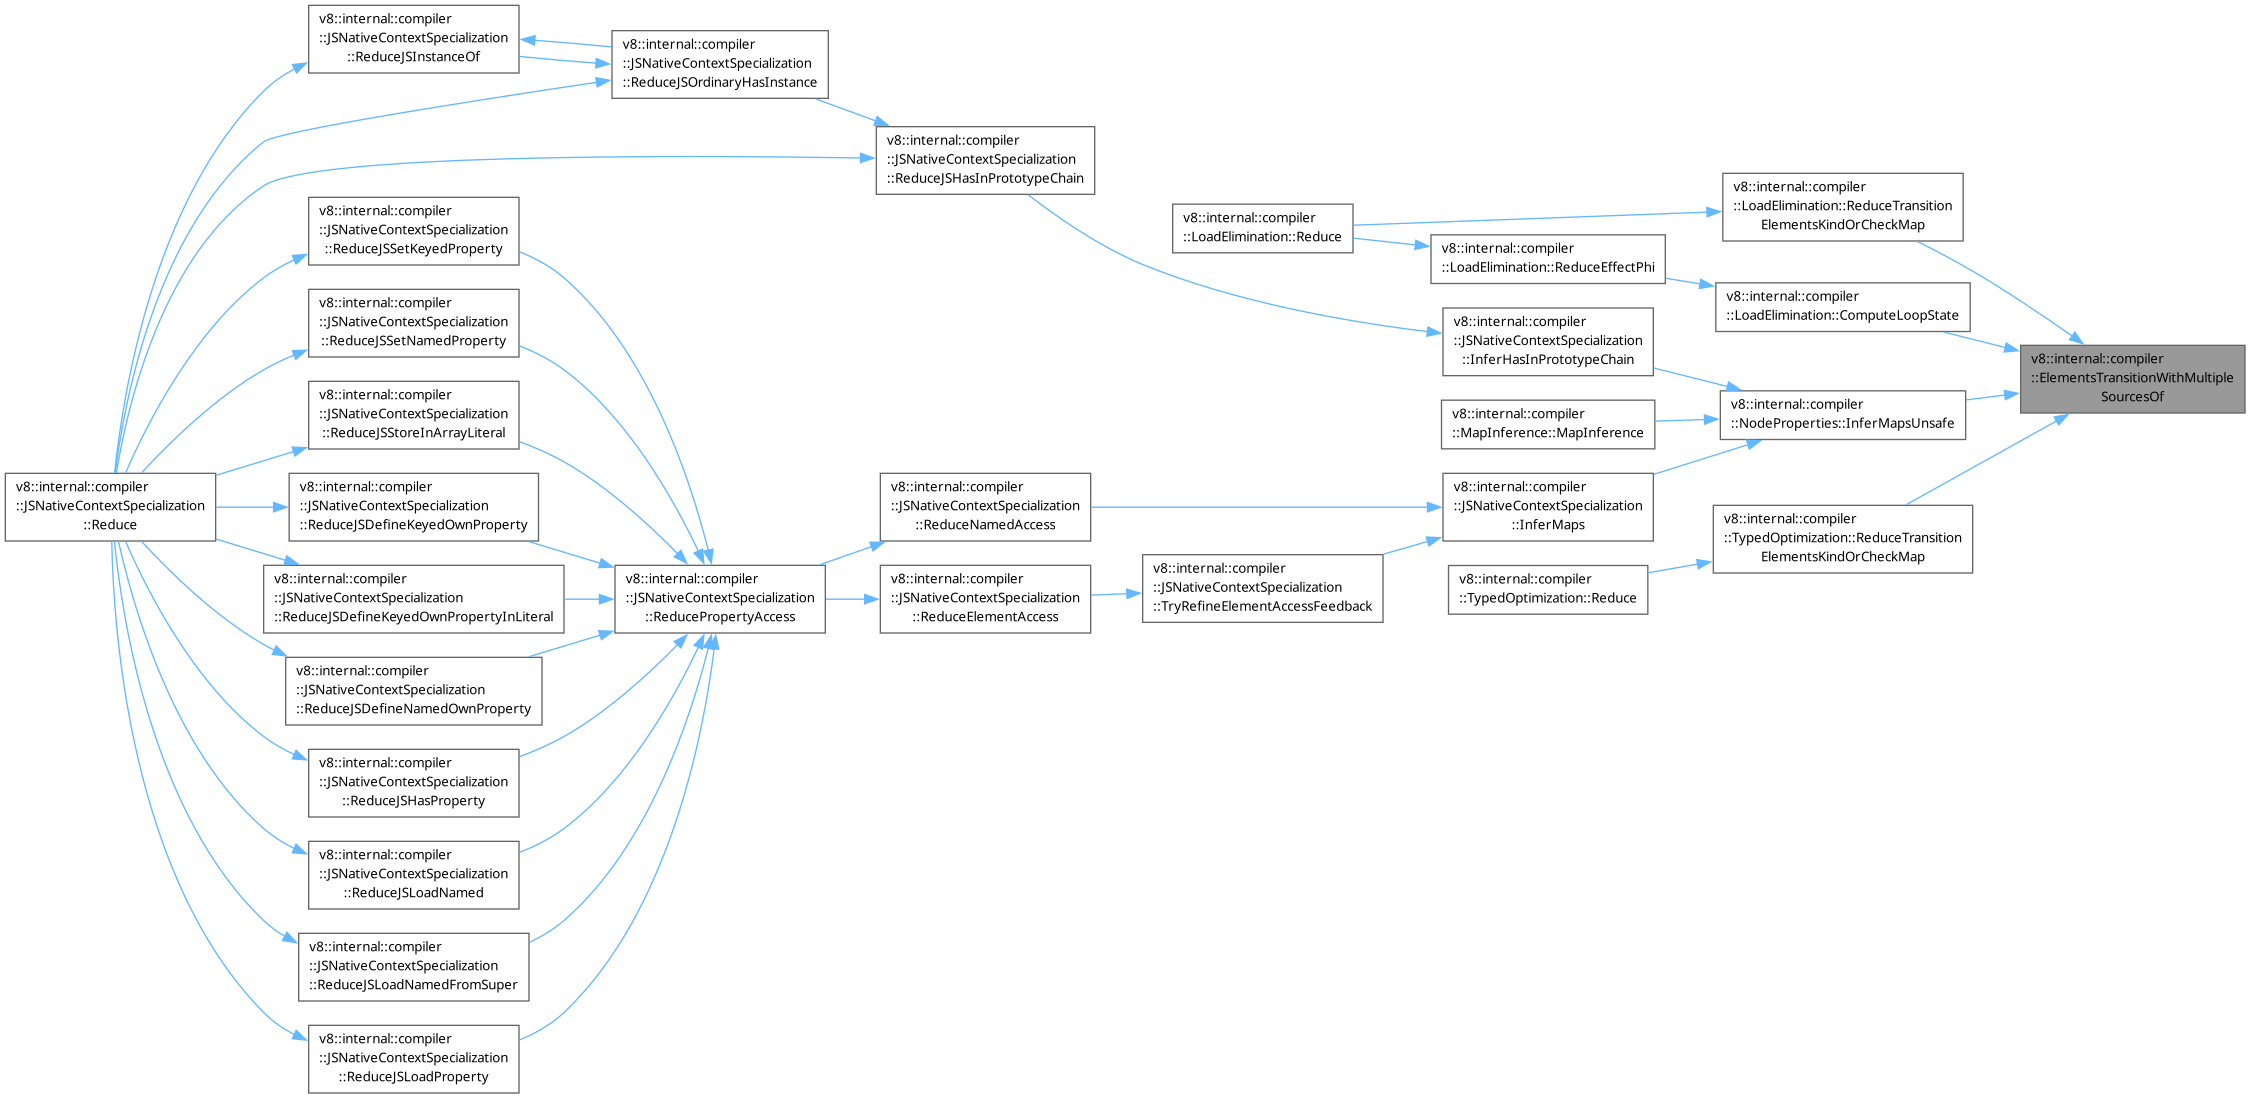 v8::internal::compiler
::JSNativeContextSpecialization
::ReduceJSInstanceOf
v8::internal::compiler
::JSNativeContextSpecialization
::ReduceJSOrdinaryHasInstance
v8::internal::compiler
::JSNativeContextSpecialization
::ReduceJSHasInPrototypeChain
v8::internal::compiler
::LoadElimination::ReduceTransition
ElementsKindOrCheckMap
v8::internal::compiler
::LoadElimination::Reduce
v8::internal::compiler
::LoadElimination::ReduceEffectPhi
v8::internal::compiler
::JSNativeContextSpecialization
::ReduceJSSetKeyedProperty
v8::internal::compiler
::LoadElimination::ComputeLoopState
v8::internal::compiler
::JSNativeContextSpecialization
::ReduceJSSetNamedProperty
v8::internal::compiler
::JSNativeContextSpecialization
::InferHasInPrototypeChain
v8::internal::compiler
::ElementsTransitionWithMultiple
SourcesOf
v8::internal::compiler
::JSNativeContextSpecialization
::ReduceJSStoreInArrayLiteral
v8::internal::compiler
::MapInference::MapInference
v8::internal::compiler
::NodeProperties::InferMapsUnsafe
v8::internal::compiler
::JSNativeContextSpecialization
::Reduce
v8::internal::compiler
::JSNativeContextSpecialization
::ReduceJSDefineKeyedOwnProperty
v8::internal::compiler
::JSNativeContextSpecialization
::ReduceNamedAccess
v8::internal::compiler
::JSNativeContextSpecialization
::InferMaps
v8::internal::compiler
::TypedOptimization::ReduceTransition
ElementsKindOrCheckMap
v8::internal::compiler
::JSNativeContextSpecialization
::ReduceJSDefineKeyedOwnPropertyInLiteral
v8::internal::compiler
::JSNativeContextSpecialization
::ReducePropertyAccess
v8::internal::compiler
::JSNativeContextSpecialization
::ReduceElementAccess
v8::internal::compiler
::JSNativeContextSpecialization
::TryRefineElementAccessFeedback
v8::internal::compiler
::TypedOptimization::Reduce
v8::internal::compiler
::JSNativeContextSpecialization
::ReduceJSDefineNamedOwnProperty
v8::internal::compiler
::JSNativeContextSpecialization
::ReduceJSHasProperty
v8::internal::compiler
::JSNativeContextSpecialization
::ReduceJSLoadNamed
v8::internal::compiler
::JSNativeContextSpecialization
::ReduceJSLoadNamedFromSuper
v8::internal::compiler
::JSNativeContextSpecialization
::ReduceJSLoadProperty